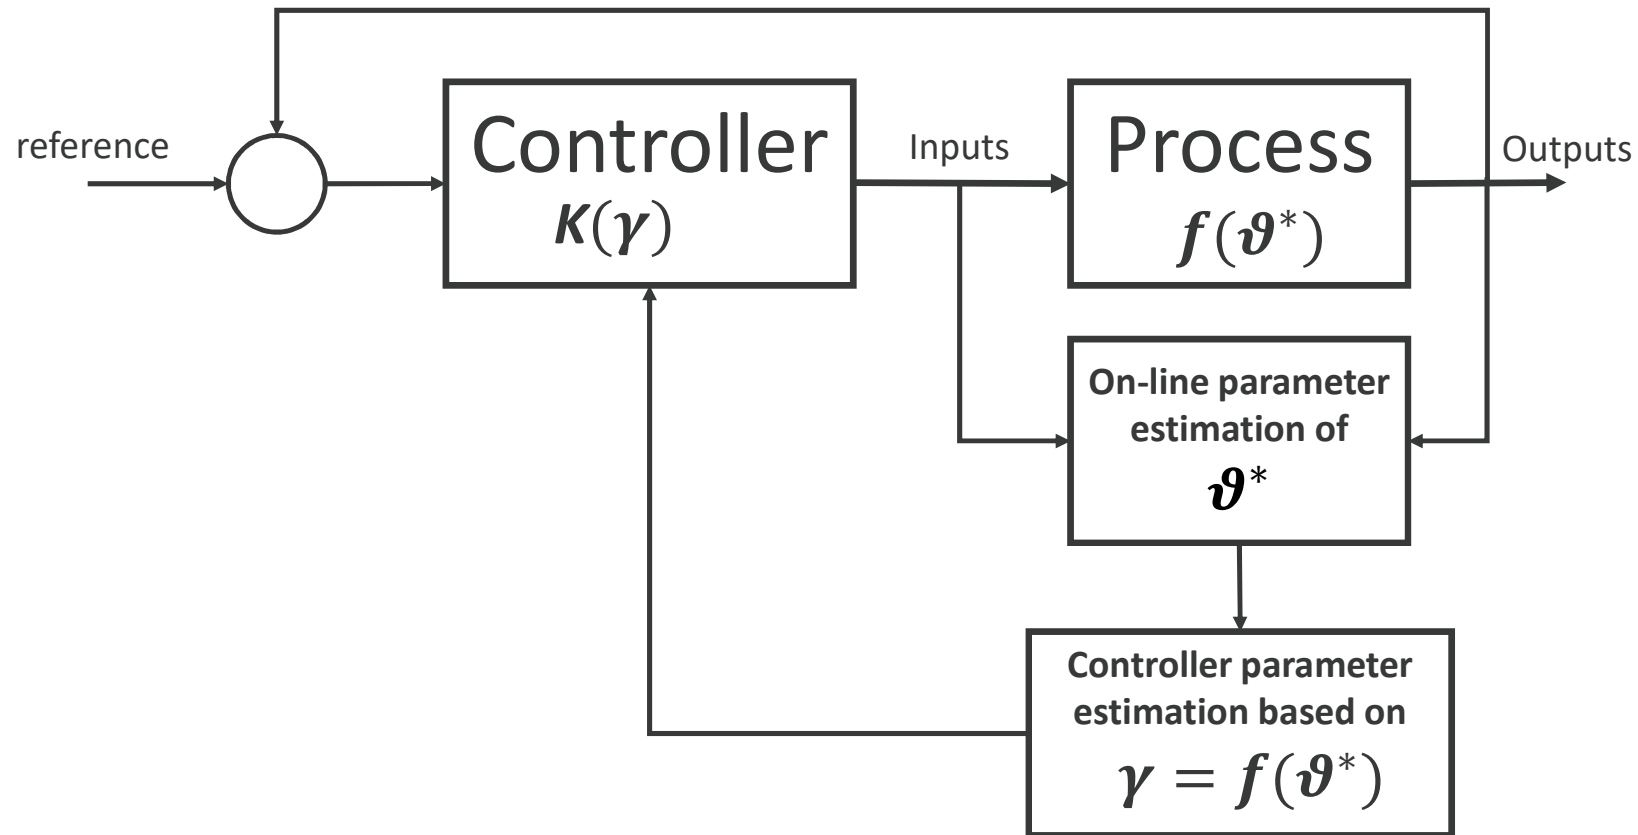 reference
Controller
K(γ)
Inputs
Process
f(ϑ*)
Outputs
On-line parameter
estimation of
ϑ*
Controller parameter
estimation based on
γ = f(ϑ*)